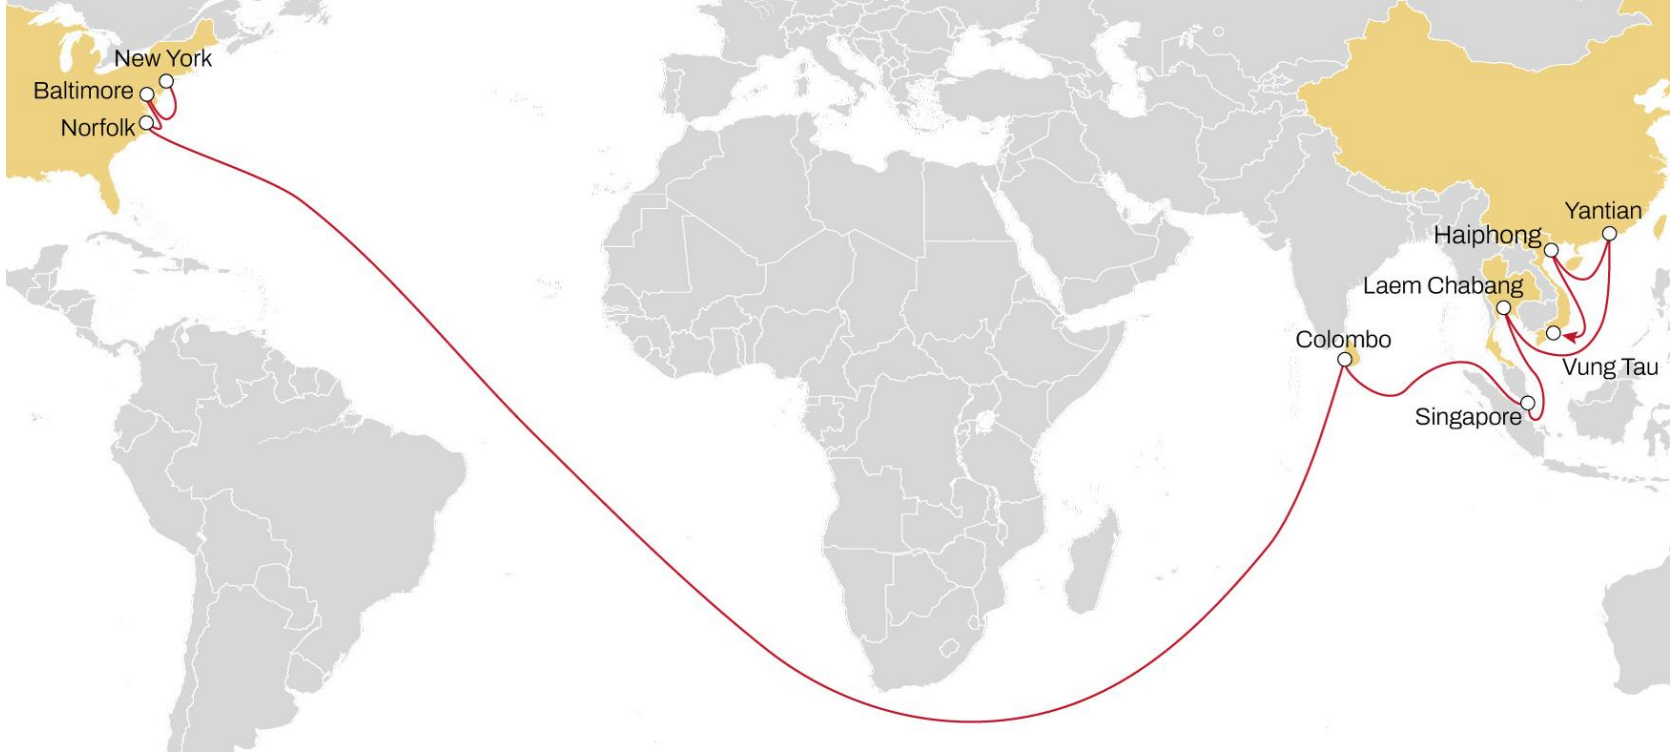 New York
Baltimore
Norfolk
Yantian
Haiphong
Laem Chabang
Colombo
Vung Tau
Singapore